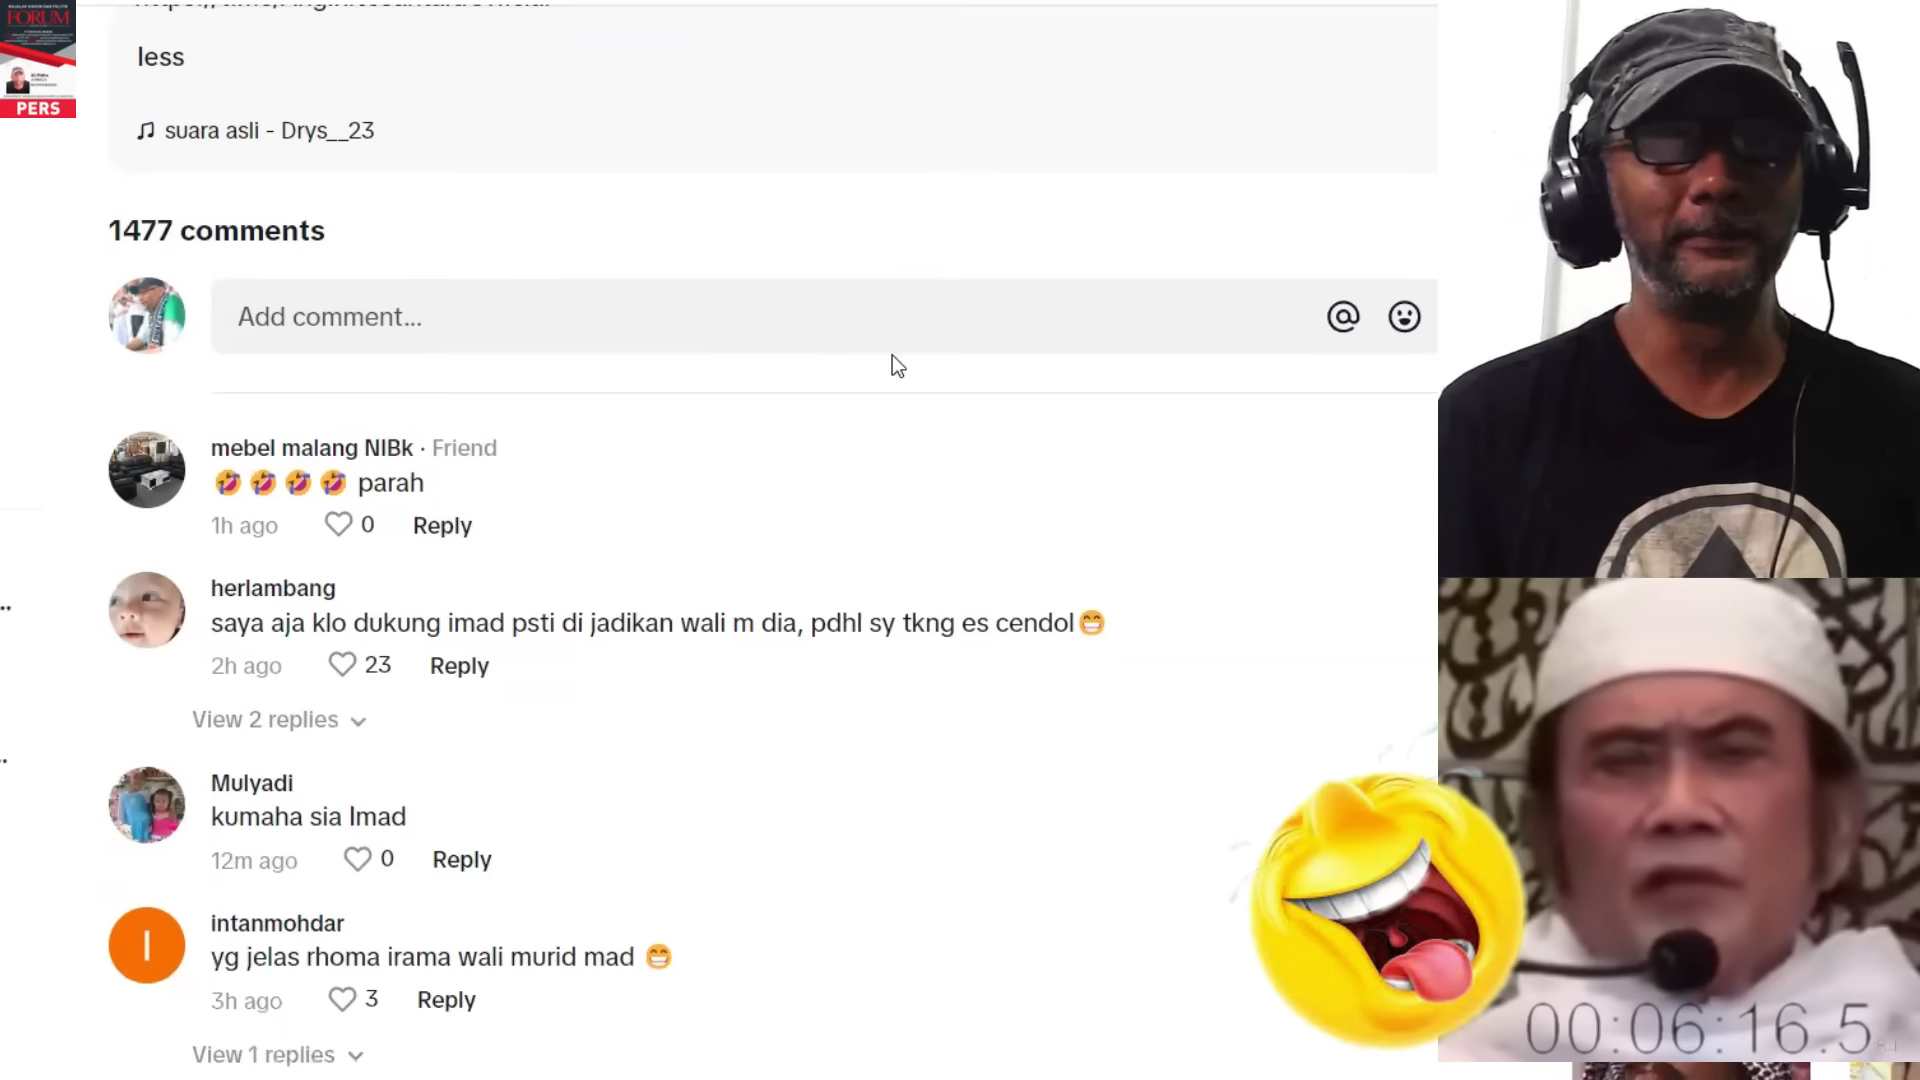 FORUM
PERS
less
suara asli - Drys__23
1477 comments
Add comment...
mebel malang NIBk · Friend
🤣🤣🤣🤣 parah
1h ago 0 Reply
herlambang
saya aja klo dukung imad psti di jadikan wali m dia, pdhl sy tkng es cendol😁
2h ago 23 Reply
View 2 replies
Mulyadi
kumaha sia Imad
12m ago 0 Reply
I
intanmohdar
yg jelas rhoma irama wali murid mad 😁
3h ago 3 Reply
View 1 replies
00:06:16.5